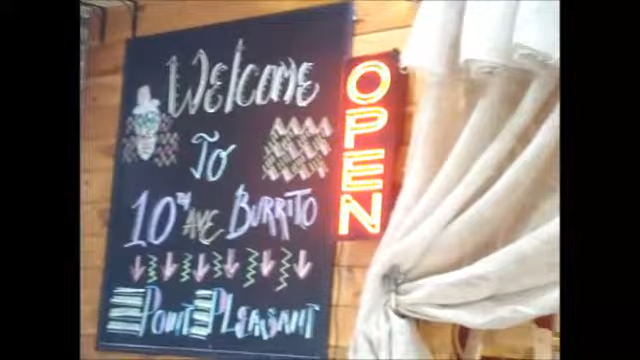 Welcome
To
10TH Ave Burrito
Point Pleasant
OPEN